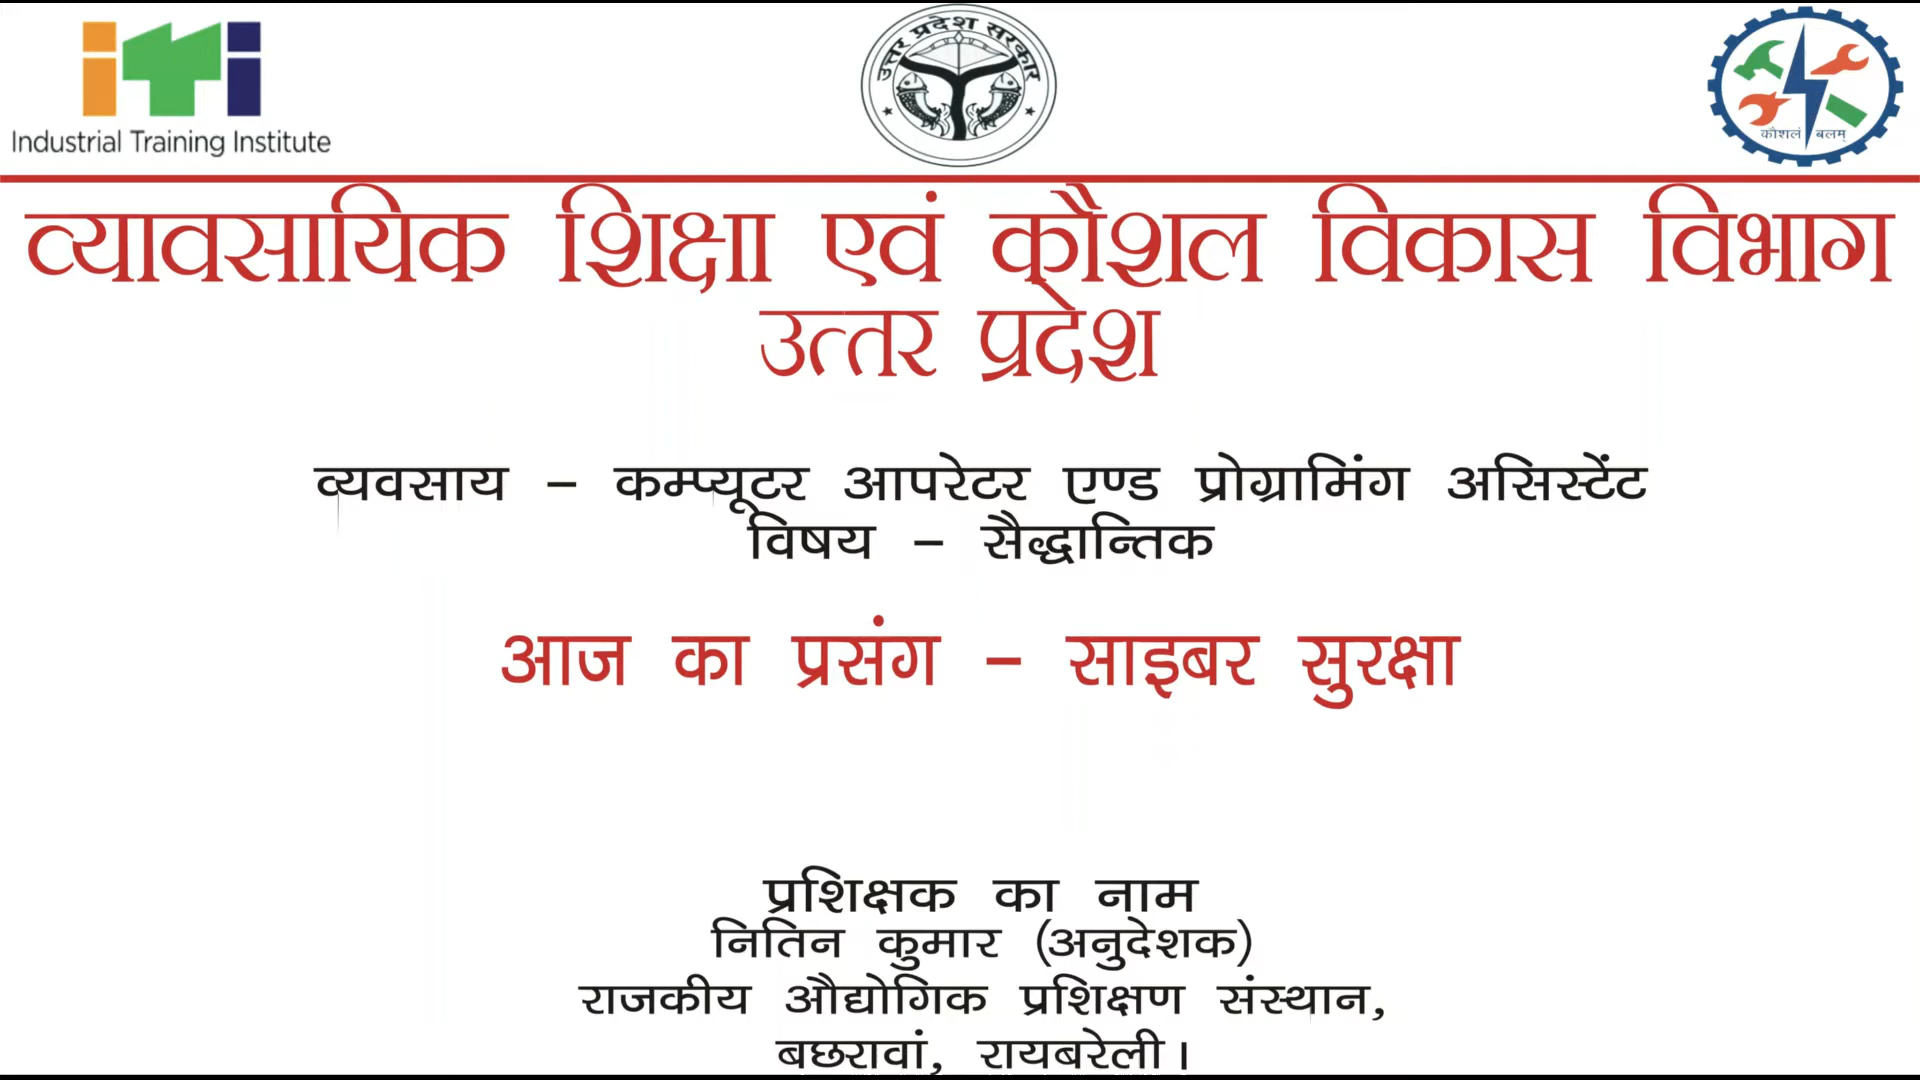 iTi
Industrial Training Institute
उत्तर प्रदेश सरकार
कौशलं बलम्
व्यावसायिक शिक्षा एवं कौशल विकास विभाग
उत्तर प्रदेश
व्यवसाय – कम्प्यूटर आपरेटर एण्ड प्रोग्रामिंग असिस्टेंट
विषय – सैद्धान्तिक
आज का प्रसंग – साइबर सुरक्षा
प्रशिक्षक का नाम
नितिन कुमार (अनुदेशक)
राजकीय औद्योगिक प्रशिक्षण संस्थान,
बछरावां, रायबरेली।